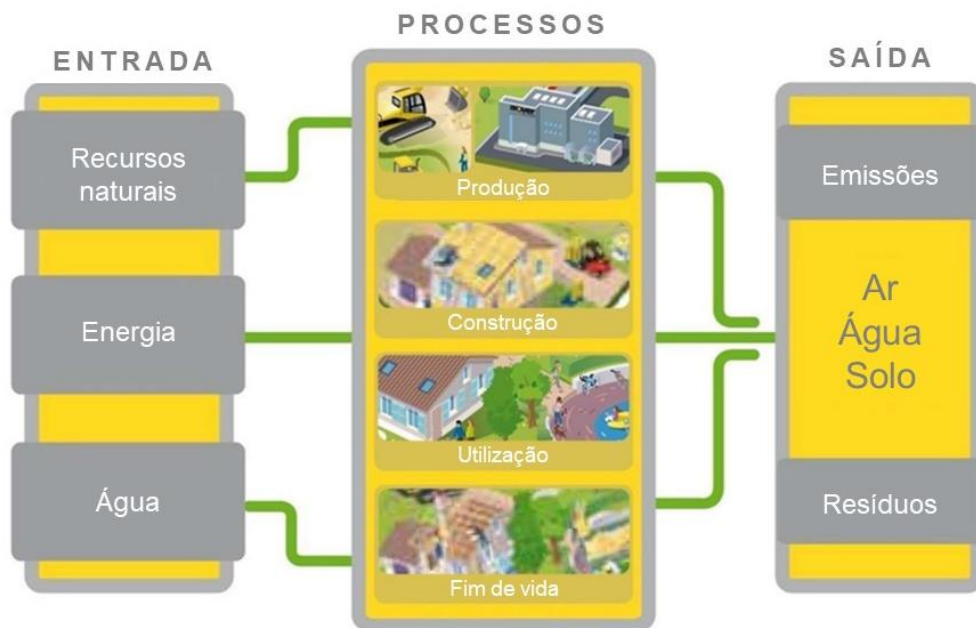 ENTRADA
Recursos
naturais
Energia
Água
PROCESSOS
Produção
Construção
Utilização
Fim de vida
SAÍDA
Emissões
Ar
Água
Solo
Resíduos